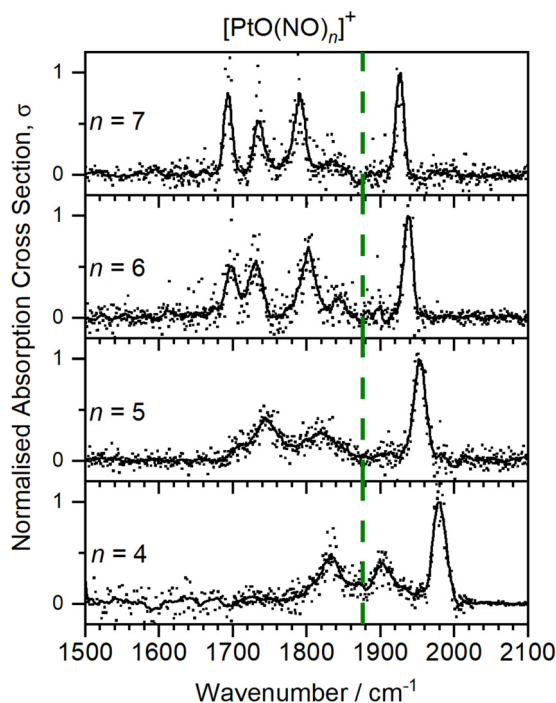 [PtO(NO)n]+
Normalised Absorption Cross Section, σ
1
n = 7
0
1
n = 6
0
1
n = 5
0
1
n = 4
0
1500 1600 1700 1800 1900 2000 2100
Wavenumber / cm-1